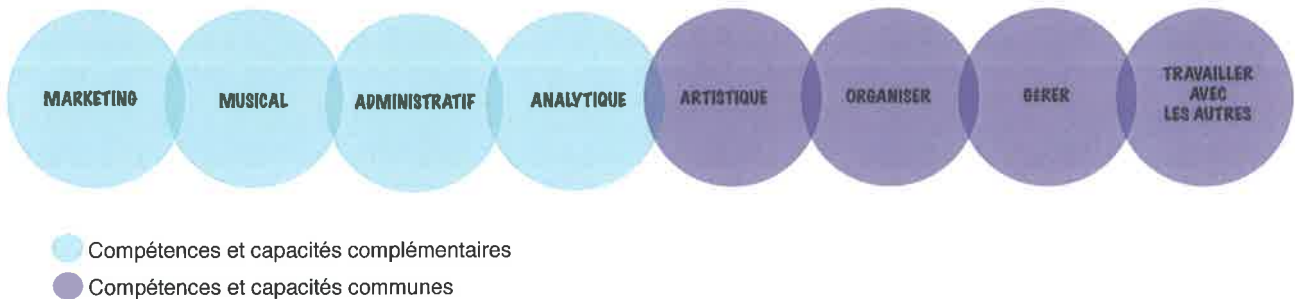 MARKETING
MUSICAL
ADMINISTRATIF
ANALYTIQUE
ARTISTIQUE
ORGANISER
GÉRER
TRAVAILLER
AVEC
LES AUTRES
Compétences et capacités complémentaires
Compétences et capacités communes